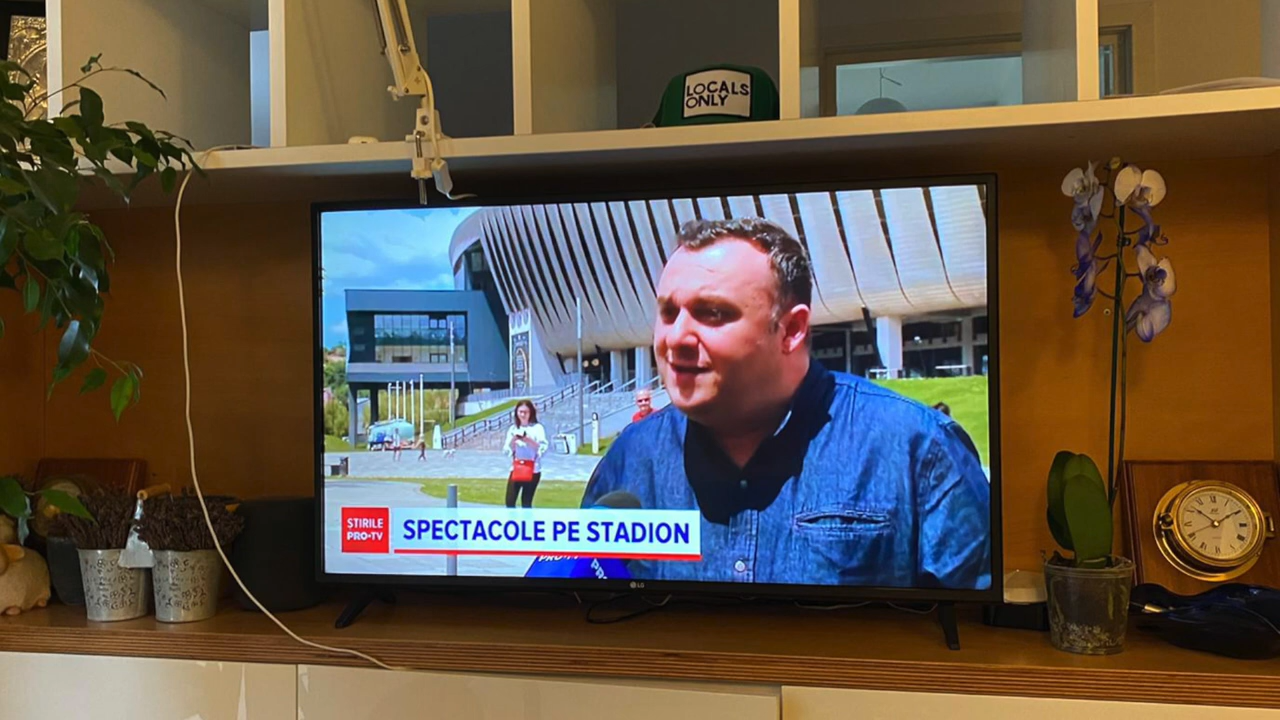 LOCALS
ONLY
STIRILE
PRO•TV
SPECTACOLE PE STADION
LG